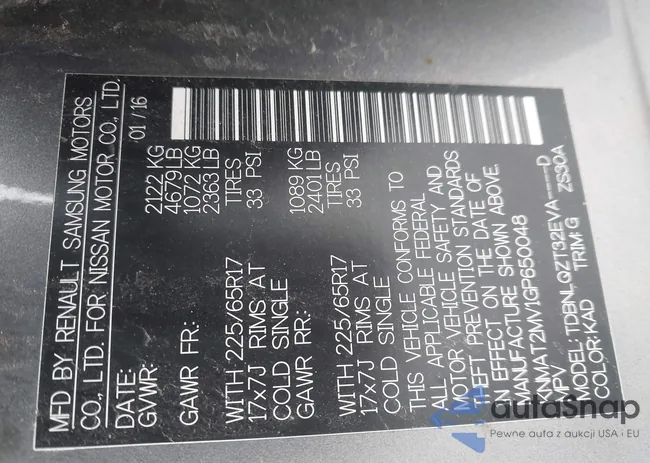 MFD BY RENAULT SAMSUNG MOTORS
CO., LTD. FOR NISSAN MOTOR CO., LTD.
DATE: 01/16
GVWR: 2122 KG
4679 LB
GAWR FR: 1072 KG
2363 LB
WITH 225/65R17 TIRES
17x7J RIMS AT 33 PSI
COLD SINGLE
GAWR RR: 1089 KG
2401 LB
WITH 225/65R17 TIRES
17x7J RIMS AT 33 PSI
COLD SINGLE
THIS VEHICLE CONFORMS TO
ALL APPLICABLE FEDERAL
MOTOR VEHICLE SAFETY AND
THEFT PREVENTION STANDARDS
IN EFFECT ON THE DATE OF
MANUFACTURE SHOWN ABOVE.
KNMAT2MV1GP650048
MPV
MODEL: TDBNLQZT32EVA-----D
COLOR:KAD TRIM:G ZS30A
autaSnap
Pewne auta z aukcji USA i EU